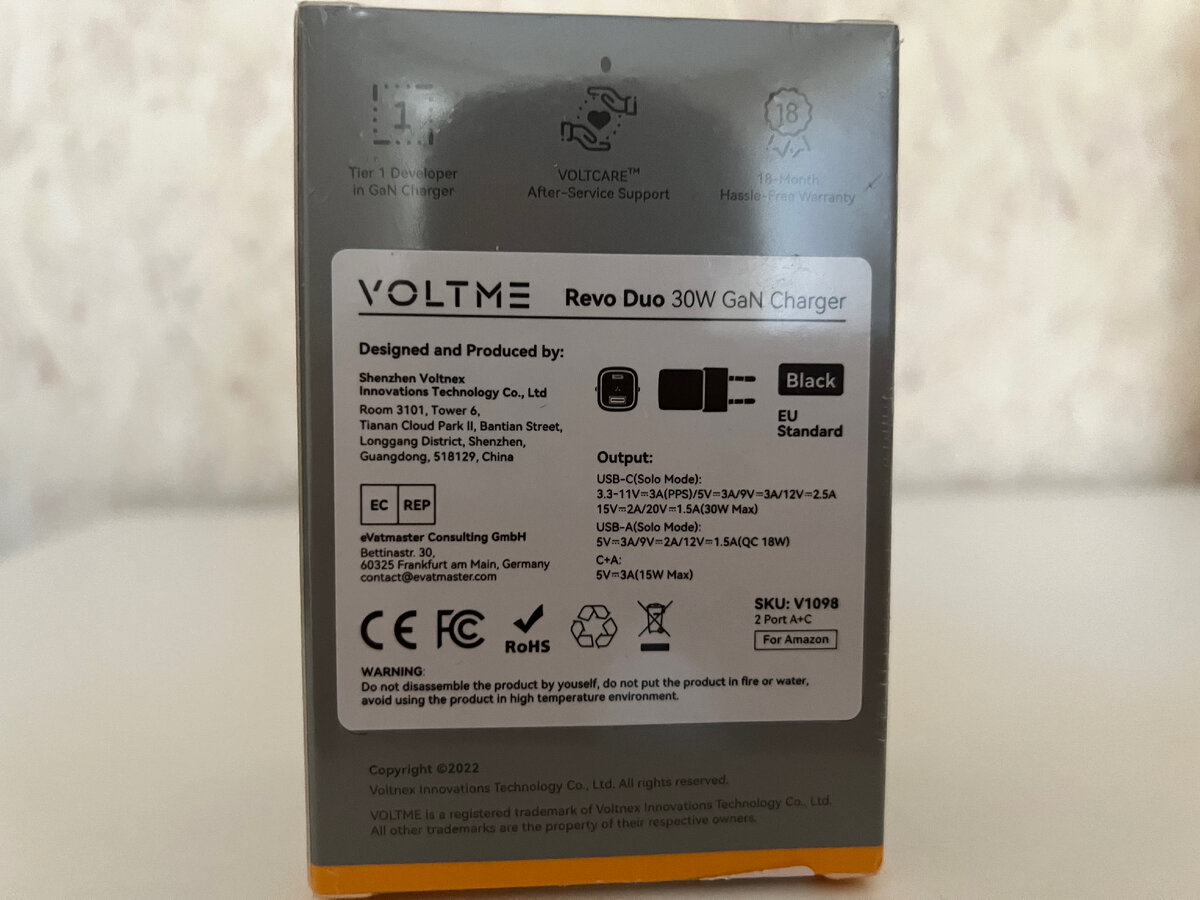 1
18
Tier 1 Developer
in GaN Charger
VOLTCARE™
After-Service Support
18-Month
Hassle-Free Warranty
VOLTME
Revo Duo 30W GaN Charger
Designed and Produced by:
Shenzhen Voltnex
Innovations Technology Co., Ltd
Room 3101, Tower 6,
Tianan Cloud Park II, Bantian Street,
Longgang District, Shenzhen,
Guangdong, 518129, China
EC REP
eVatmaster Consulting GmbH
Bettinastr. 30,
60325 Frankfurt am Main, Germany
contact@evatmaster.com
Black
EU
Standard
Output:
USB-C(Solo Mode):
3.3-11V⎓3A(PPS)/5V⎓3A/9V⎓3A/12V⎓2.5A
15V⎓2A/20V⎓1.5A(30W Max)
USB-A(Solo Mode):
5V⎓3A/9V⎓2A/12V⎓1.5A(QC 18W)
C+A:
5V⎓3A(15W Max)
CE FC RoHS
SKU: V1098
2 Port A+C
For Amazon
WARNING:
Do not disassemble the product by youself, do not put the product in fire or water,
avoid using the product in high temperature environment.
Copyright ©2022
Voltnex Innovations Technology Co., Ltd. All rights reserved.
VOLTME is a registered trademark of Voltnex Innovations Technology Co., Ltd.
All other trademarks are the property of their respective owners.